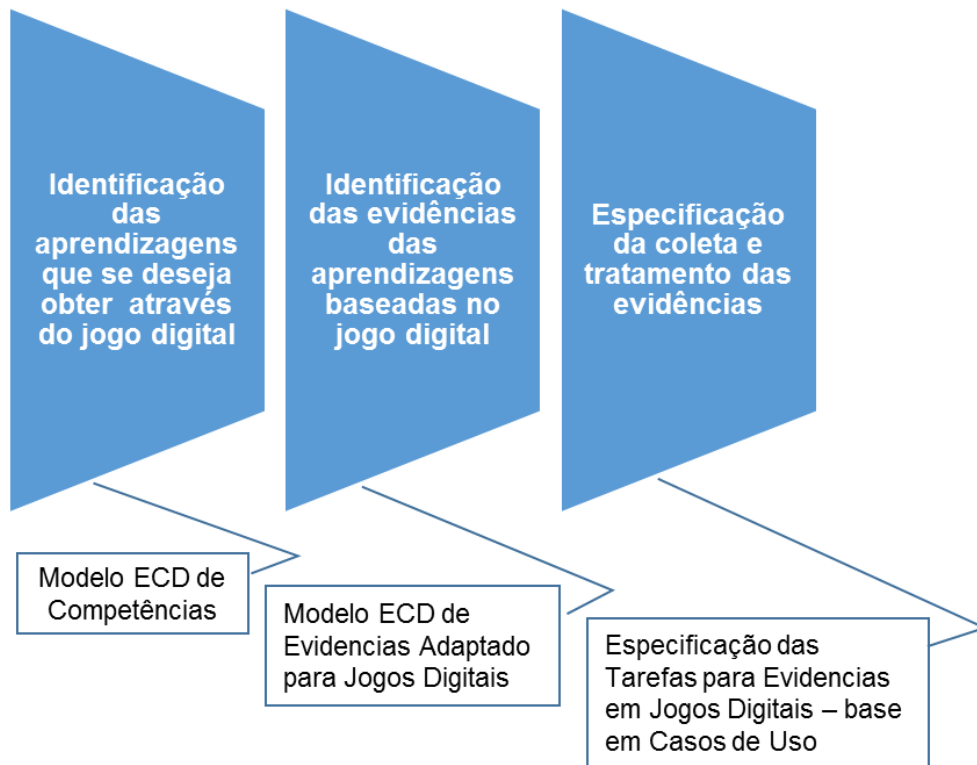 Identificação
das
aprendizagens
que se deseja
obter através
do jogo digital
Identificação
das evidências
das
aprendizagens
baseadas no
jogo digital
Especificação
da coleta e
tratamento das
evidências
Modelo ECD de
Competências
Modelo ECD de
Evidencias Adaptado
para Jogos Digitais
Especificação das
Tarefas para Evidencias
em Jogos Digitais – base
em Casos de Uso